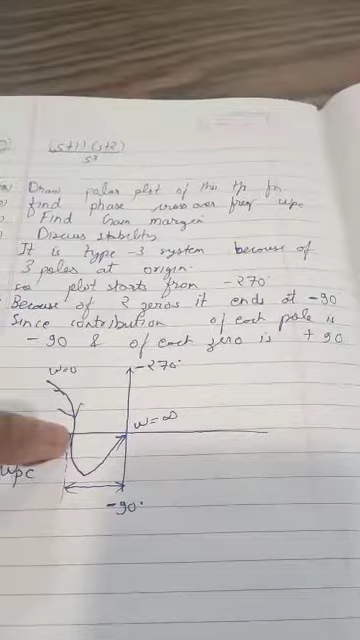 (s+1)(s+2)
s³
Draw polar plot of this tp fn
find phase cross over freq wpc
Find Gain margin
Discuss stability
It is type -3 system because of
3 poles at origin.
so plot starts from -270°
Because of 2 zeros it ends at -90
Since contribution of each pole is
-90 & of each zero is +90
w=0
-270°
w=∞
wpc
-90°